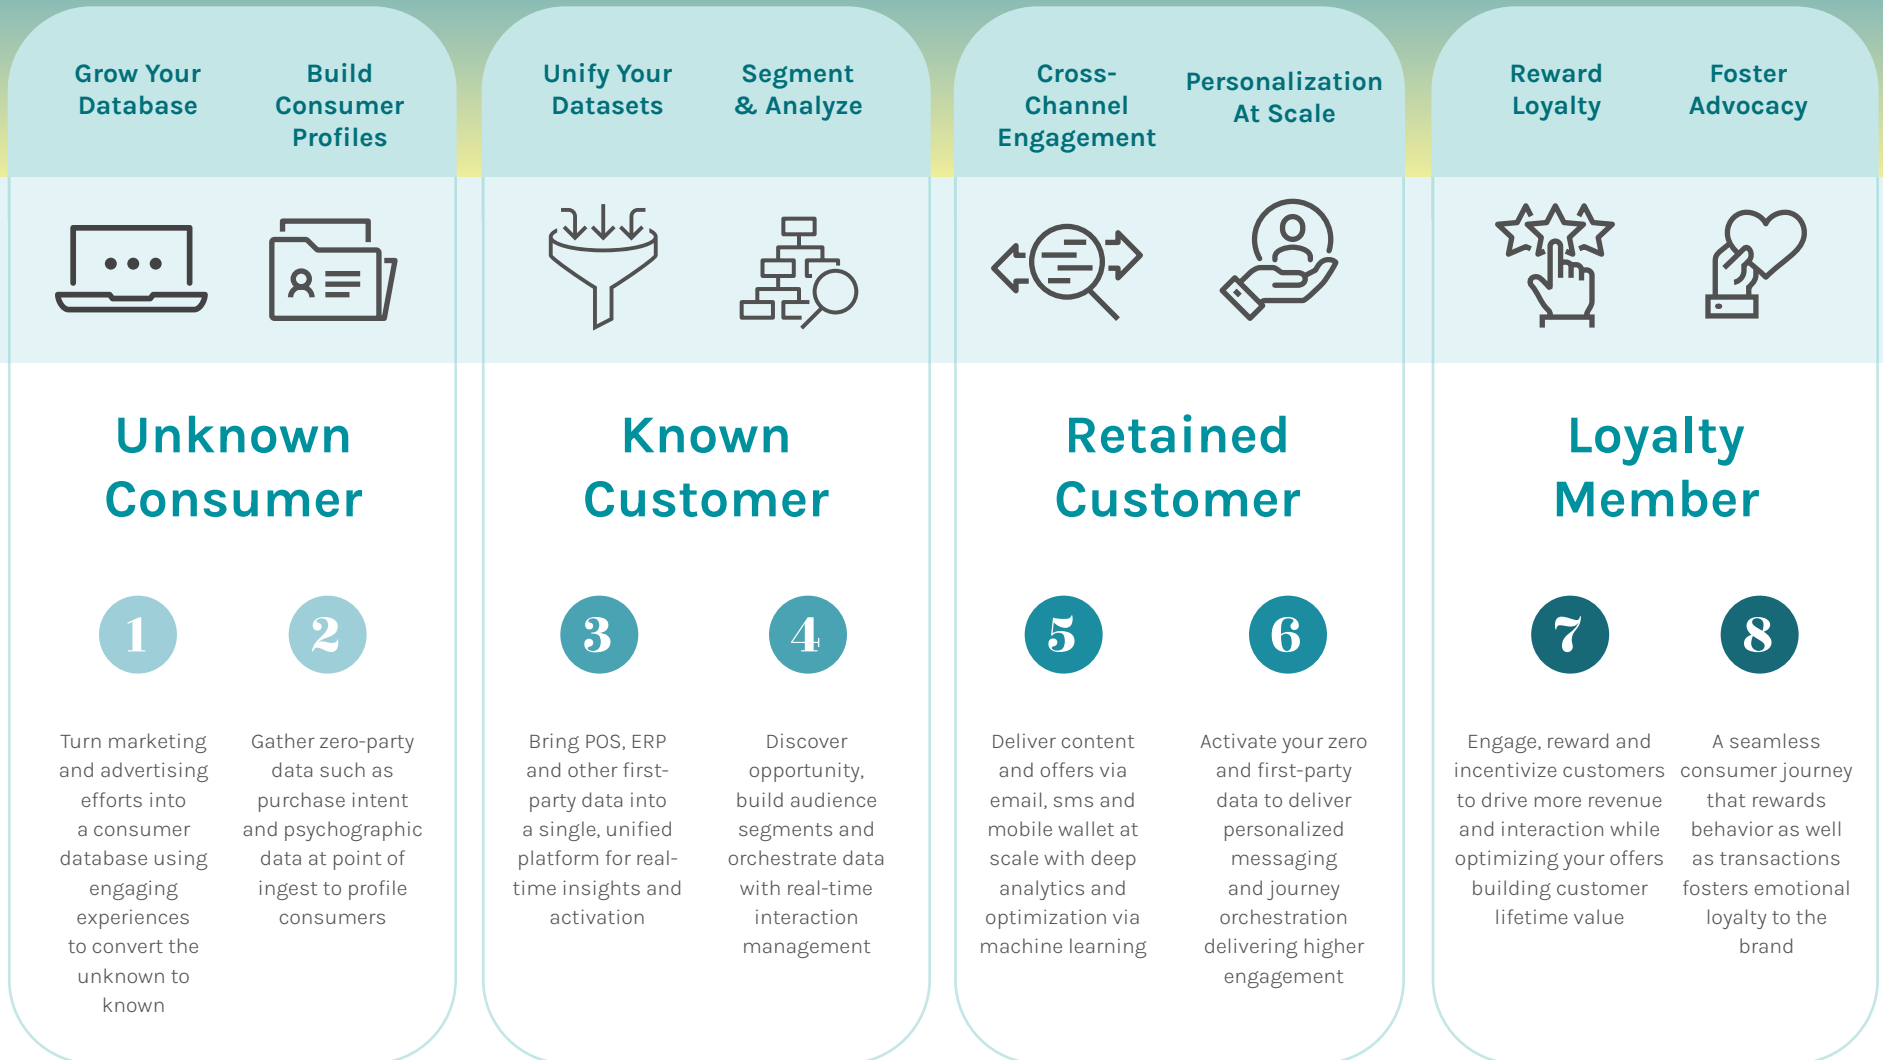 Grow Your
Database
Build
Consumer
Profiles
Unify Your
Datasets
Segment
& Analyze
Cross-
Channel
Engagement
Personalization
At Scale
Reward
Loyalty
Foster
Advocacy
Unknown
Consumer
Known
Customer
Retained
Customer
Loyalty
Member
1
Turn marketing
and advertising
efforts into
a consumer
database using
engaging
experiences
to convert the
unknown to
known
2
Gather zero-party
data such as
purchase intent
and psychographic
data at point of
ingest to profile
consumers
3
Bring POS, ERP
and other first-
party data into
a single, unified
platform for real-
time insights and
activation
4
Discover
opportunity,
build audience
segments and
orchestrate data
with real-time
interaction
management
5
Deliver content
and offers via
email, sms and
mobile wallet at
scale with deep
analytics and
optimization via
machine learning
6
Activate your zero
and first-party
data to deliver
personalized
messaging
and journey
orchestration
delivering higher
engagement
7
Engage, reward and
incentivize customers
to drive more revenue
and interaction while
optimizing your offers
building customer
lifetime value
8
A seamless
consumer journey
that rewards
behavior as well
as transactions
fosters emotional
loyalty to the
brand